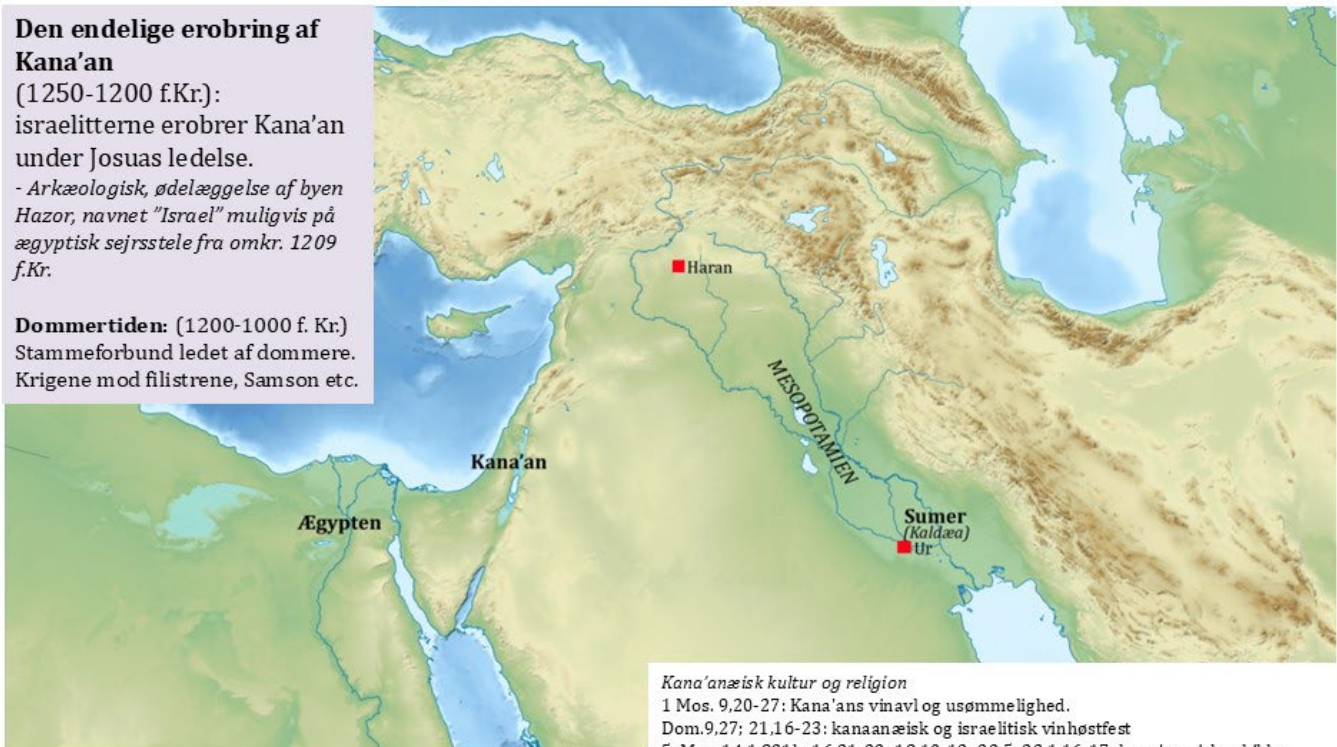 Den endelige erobring af
Kana'an
(1250-1200 f.Kr.):
israelitterne erobrer Kana'an
under Josuas ledelse.
- Arkæologisk, ødelæggelse af byen
Hazor, navnet "Israel" muligvis på
ægyptisk sejrsstele fra omkr. 1209
f.Kr.
Dommertiden: (1200-1000 f. Kr.)
Stammeforbund ledet af dommere.
Krigene mod filistrene, Samson etc.
Haran
MESOPOTAMIEN
Kana'an
Ægypten
Sumer
(Kaldæa)
Ur
Kana'anæisk kultur og religion
1 Mos. 9,20-27: Kana'ans vinavl og usømmelighed.
Dom.9,27; 21,16-23: kanaanæisk og israelitisk vinhøstfest